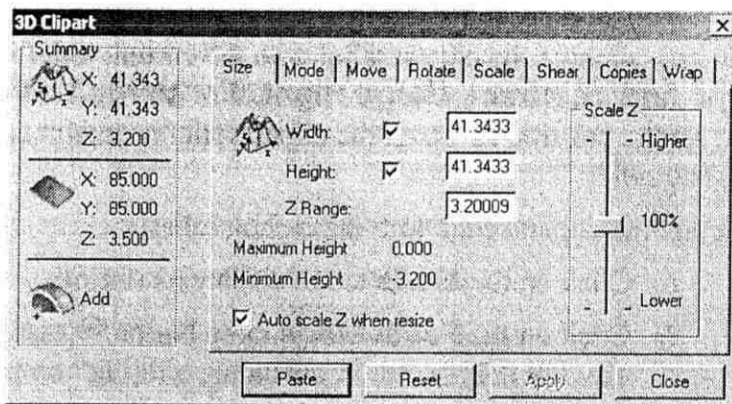 3D Clipart
Summary
X: 41.343
Y: 41.343
Z: 3.200
X: 85.000
Y: 85.000
Z: 3.500
Add
Size Mode Move Rotate Scale Shear Copies Wrap
Width: 41.3433
Height: 41.3433
Z Range: 3.20009
Maximum Height 0.000
Minimum Height -3.200
Auto scale Z when resize
Scale Z
Higher
100%
Lower
Paste Reset Apply Close